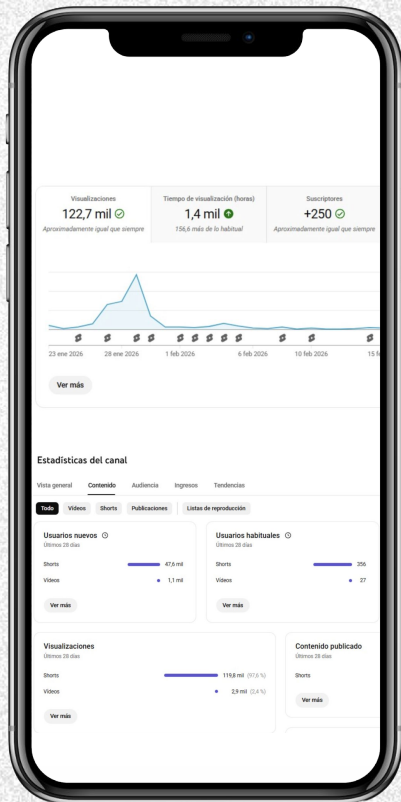 Visualizaciones
122,7 mil
Aproximadamente igual que siempre
Tiempo de visualización (horas)
1,4 mil
156,6 más de lo habitual
Suscriptores
+250
Aproximadamente igual que siempre
23 ene 2026 28 ene 2026 1 feb 2026 6 feb 2026 10 feb 2026 15 f
Ver más
Estadísticas del canal
Vista general Contenido Audiencia Ingresos Tendencias
Todo Vídeos Shorts Publicaciones Listas de reproducción
Usuarios nuevos
Últimos 28 días
Shorts 47,6 mil
Vídeos 1,1 mil
Ver más
Usuarios habituales
Últimos 28 días
Shorts 356
Vídeos 27
Ver más
Visualizaciones
Últimos 28 días
Shorts 119,8 mil (97,6 %)
Vídeos 2,9 mil (2,4 %)
Ver más
Contenido publicado
Últimos 28 días
Shorts
Ver más